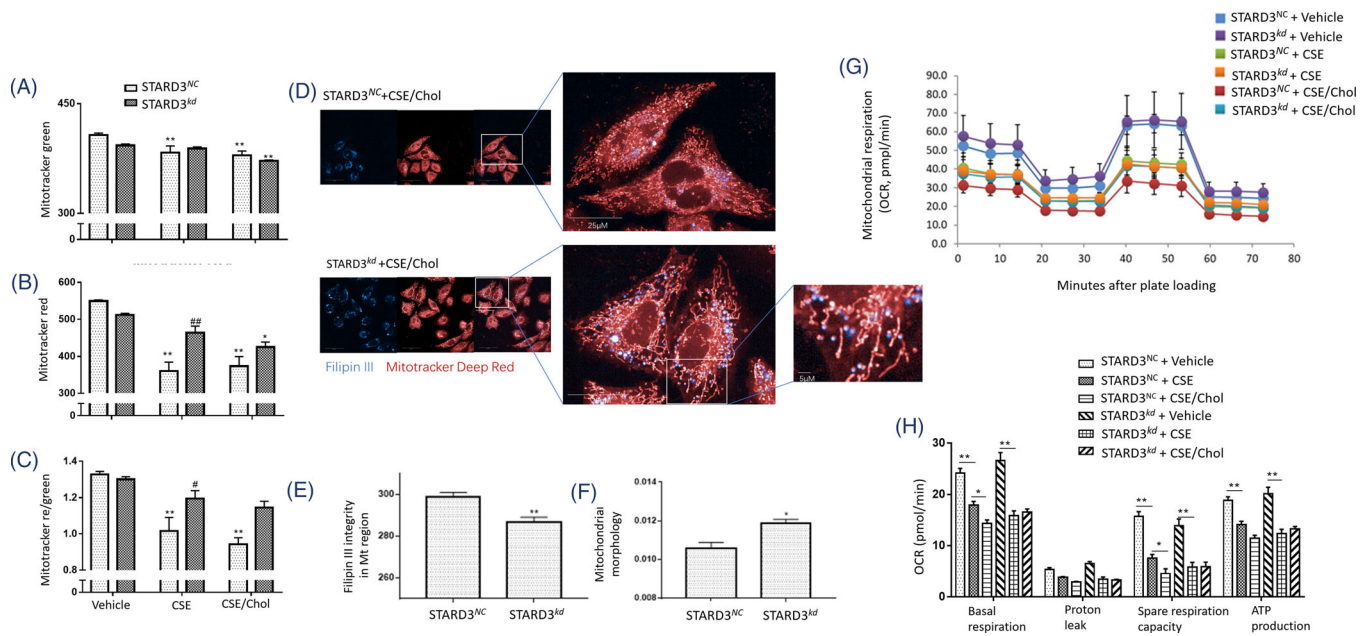 (A)
STARD3NC
STARD3kd
450
300
0
Mitotracker green
**
**
**
(B)
600
500
400
300
0
Mitotracker red
**
##
**
*
(C)
1.4
1.2
1.0
0.8
0
Mitotracker re/green
**
#
**
Vehicle CSE CSE/Chol
(D)
STARD3NC+CSE/Chol
25μM
STARD3kd+CSE/Chol
Filipin III Mitotracker Deep Red
5μM
(E)
Filipin III integrity
in Mt region
300
280
260
**
STARD3NC STARD3kd
(F)
Mitochondrial
morphology
0.014
0.012
0.010
0.008
*
STARD3NC STARD3kd
(G)
STARD3NC + Vehicle
STARD3kd + Vehicle
STARD3NC + CSE
STARD3kd + CSE
STARD3NC + CSE/Chol
STARD3kd + CSE/Chol
Mitochondrial respiration
(OCR, pmpl/min)
90.0
80.0
70.0
60.0
50.0
40.0
30.0
20.0
10.0
0.0
0 10 20 30 40 50 60 70 80
Minutes after plate loading
STARD3NC + Vehicle
STARD3NC + CSE
STARD3NC + CSE/Chol
STARD3kd + Vehicle
STARD3kd + CSE
STARD3kd + CSE/Chol
(H)
OCR (pmol/min)
30
20
10
0
** * ** ** * ** ** **
Basal
respiration
Proton
leak
Spare respiration
capacity
ATP
production